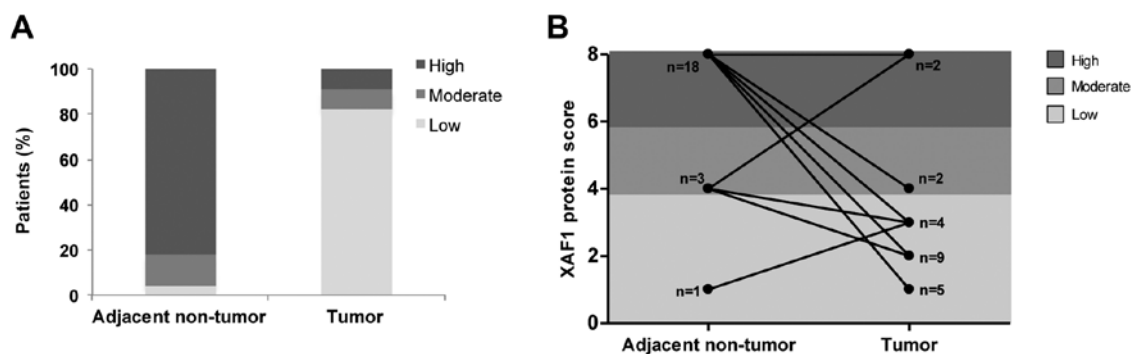 A
Patients (%)
100
80
60
40
20
0
Adjacent non-tumor
Tumor
High
Moderate
Low
B
XAF1 protein score
8
6
4
2
0
n=18
n=3
n=1
n=2
n=2
n=4
n=9
n=5
Adjacent non-tumor
Tumor
High
Moderate
Low